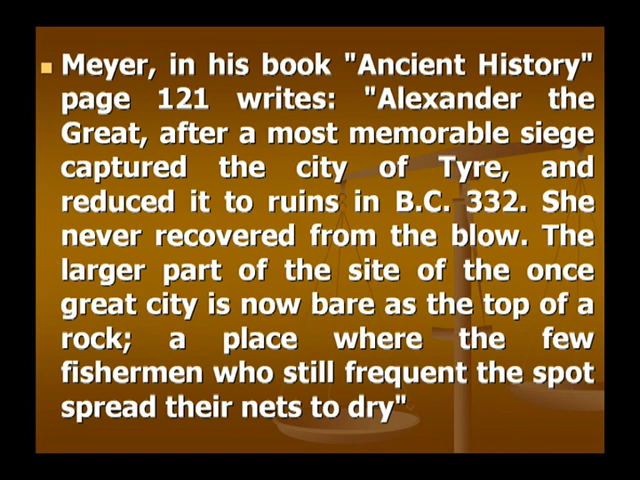 Meyer, in his book "Ancient History"
page 121 writes: "Alexander the
Great, after a most memorable siege
captured the city of Tyre, and
reduced it to ruins in B.C. 332. She
never recovered from the blow. The
larger part of the site of the once
great city is now bare as the top of a
rock; a place where the few
fishermen who still frequent the spot
spread their nets to dry"